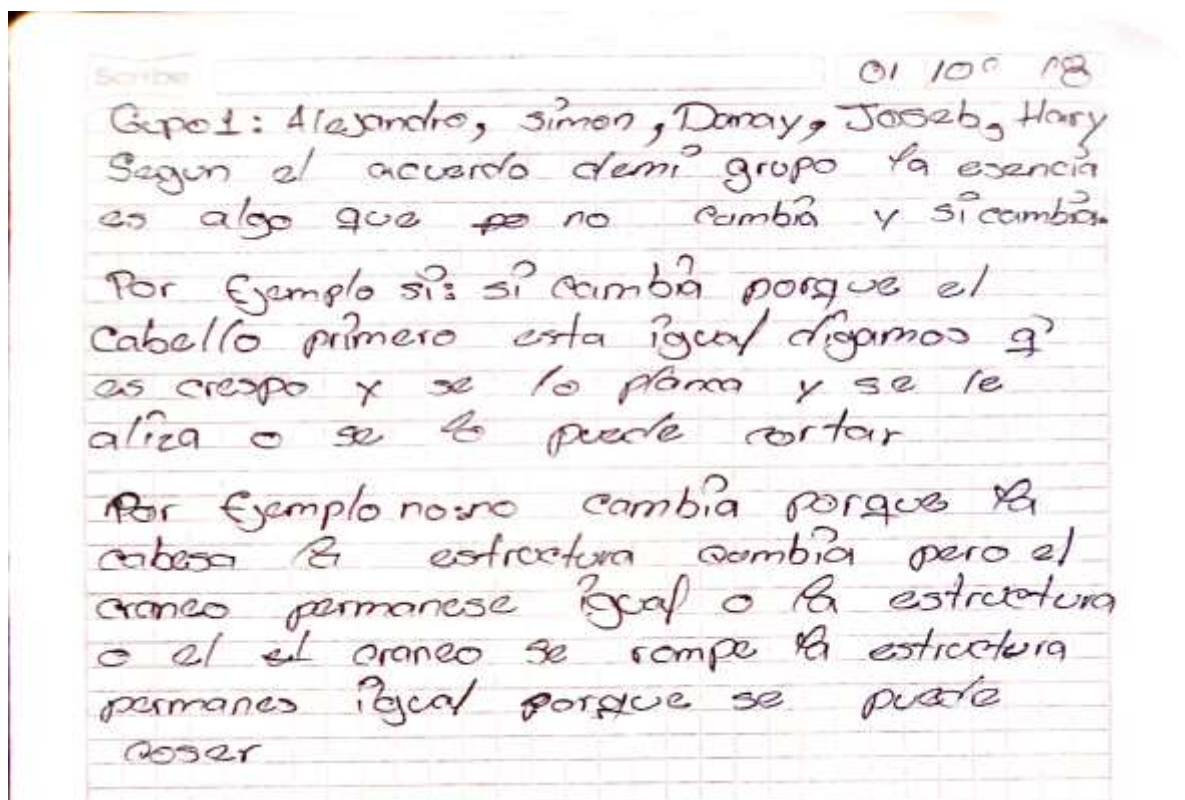 Scribe
01 10 18
Gupo1: Alejandro, simon, Danay, Joseb, Hary
Segun el acuerdo demi grupo la esencia
es algo que no cambia y si cambia.
Por Ejemplo si: si cambia porque el
cabello primero esta igual digamos q
es crespo y se lo planca y se le
aliza o se lo puede cortar
Por Ejemplo no: no cambia porque la
cabesa la estructura cambia pero el
craneo permanese igual o la estructura
o el craneo se rompe la estructura
permanes igual porque se puede
coser